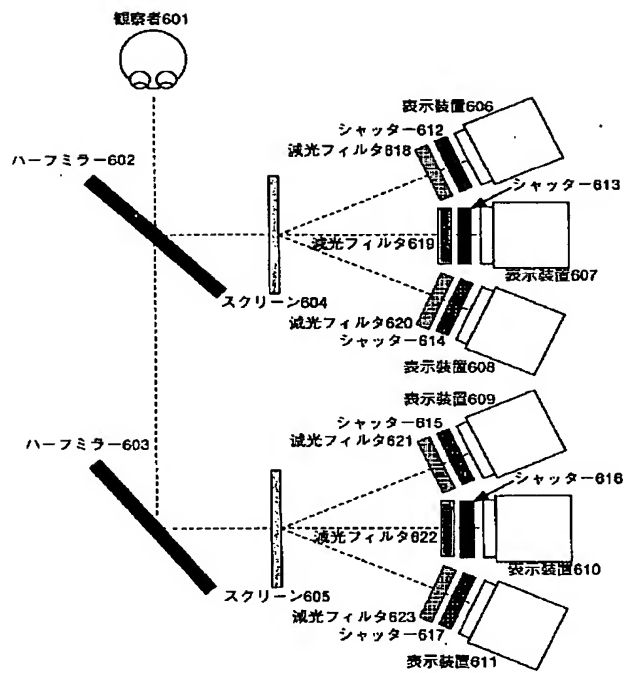 観察者601
表示装置606
シャッター612
減光フィルタ618
ハーフミラー602
シャッター613
減光フィルタ619
表示装置607
スクリーン604
減光フィルタ620
シャッター614
表示装置608
表示装置609
シャッター615
減光フィルタ621
ハーフミラー603
シャッター616
減光フィルタ622
表示装置610
スクリーン605
減光フィルタ623
シャッター617
表示装置611